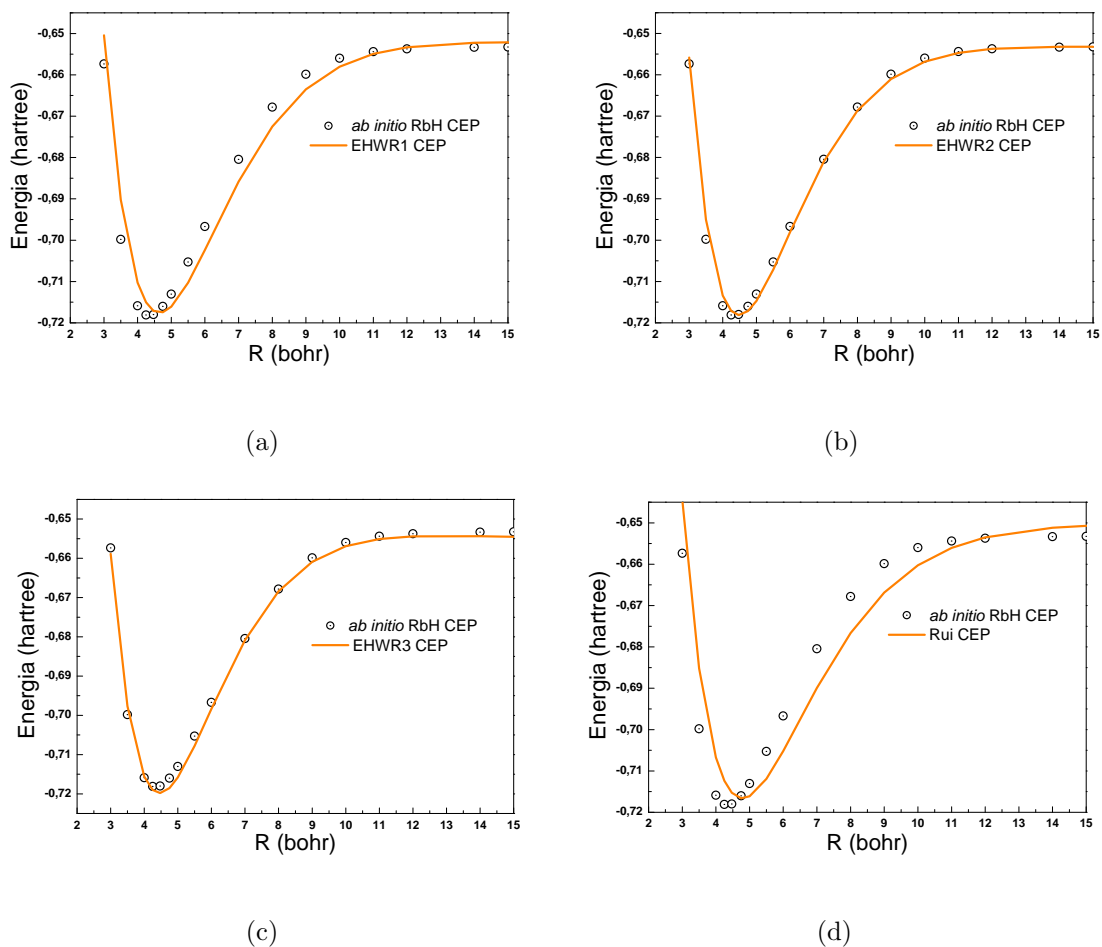 -0,65
-0,66
-0,67
-0,68
-0,69
-0,70
-0,71
-0,72
Energia (hartree)
ab initio RbH CEP
EHWR1 CEP
2 3 4 5 6 7 8 9 10 11 12 13 14 15
R (bohr)
(a)
-0,65
-0,66
-0,67
-0,68
-0,69
-0,70
-0,71
-0,72
Energia (hartree)
ab initio RbH CEP
EHWR2 CEP
2 3 4 5 6 7 8 9 10 11 12 13 14 15
R (bohr)
(b)
-0,65
-0,66
-0,67
-0,68
-0,69
-0,70
-0,71
-0,72
Energia (hartree)
ab initio RbH CEP
EHWR3 CEP
2 3 4 5 6 7 8 9 10 11 12 13 14 15
R (bohr)
(c)
-0,65
-0,66
-0,67
-0,68
-0,69
-0,70
-0,71
-0,72
Energia (hartree)
ab initio RbH CEP
Rui CEP
2 3 4 5 6 7 8 9 10 11 12 13 14 15
R (bohr)
(d)